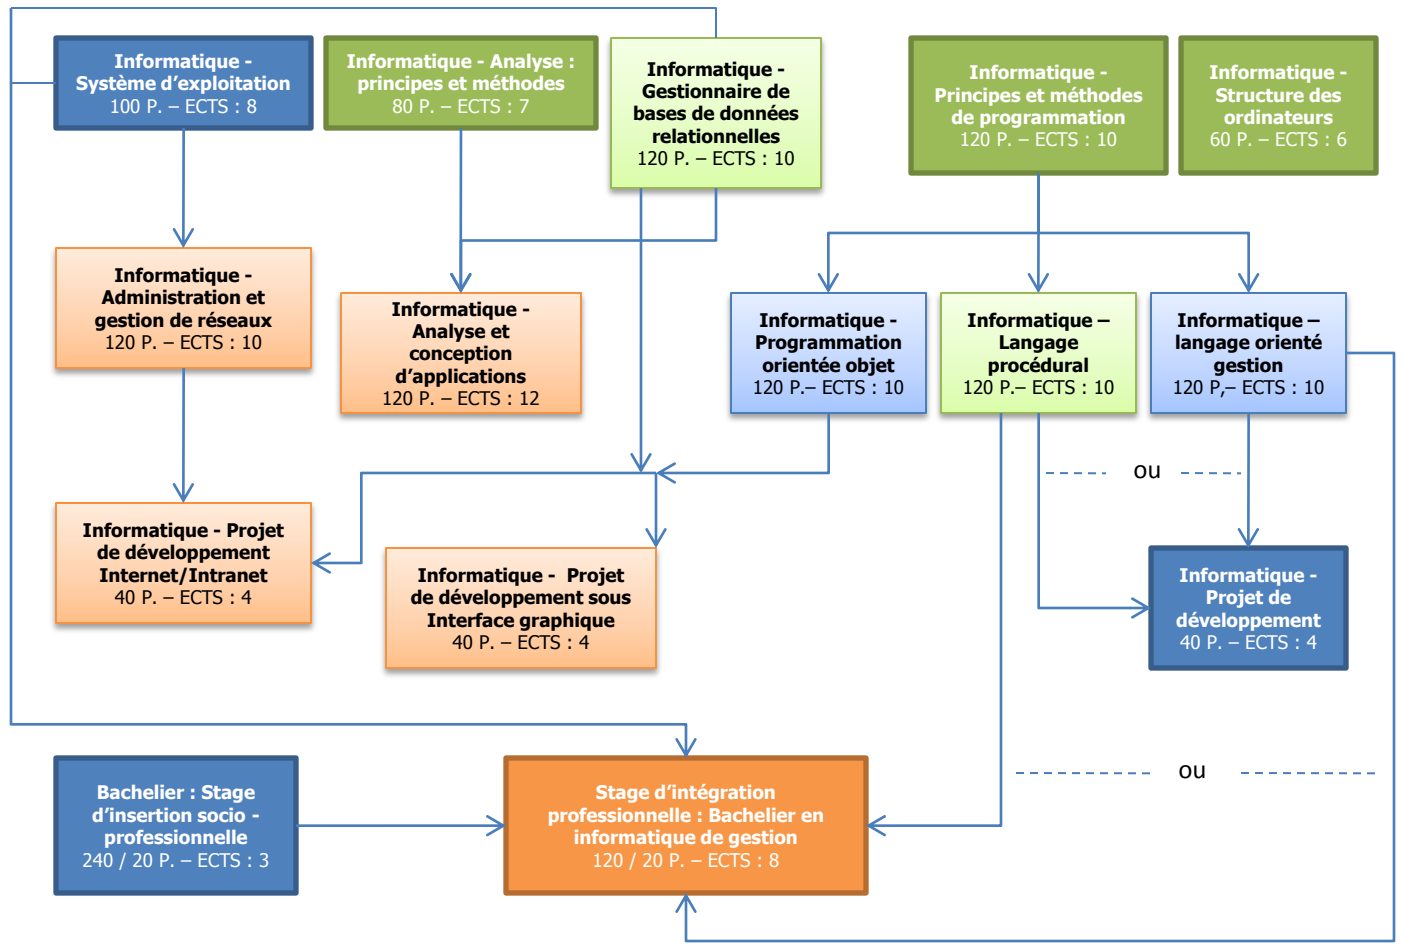 Informatique -
Système d'exploitation
100 P. – ECTS : 8
Informatique - Analyse :
principes et méthodes
80 P. – ECTS : 7
Informatique -
Gestionnaire de
bases de données
relationnelles
120 P. – ECTS : 10
Informatique -
Principes et méthodes
de programmation
120 P. – ECTS : 10
Informatique -
Structure des
ordinateurs
60 P. – ECTS : 6
Informatique -
Administration et
gestion de réseaux
120 P. – ECTS : 10
Informatique -
Analyse et
conception
d'applications
120 P. – ECTS : 12
Informatique -
Programmation
orientée objet
120 P.– ECTS : 10
Informatique –
Langage
procédural
120 P.– ECTS : 10
Informatique –
langage orienté
gestion
120 P,– ECTS : 10
ou
Informatique - Projet
de développement
Internet/Intranet
40 P. – ECTS : 4
Informatique - Projet
de développement sous
Interface graphique
40 P. – ECTS : 4
Informatique -
Projet de
développement
40 P. – ECTS : 4
ou
Bachelier : Stage
d'insertion socio -
professionnelle
240 / 20 P. – ECTS : 3
Stage d'intégration
professionnelle : Bachelier en
informatique de gestion
120 / 20 P. – ECTS : 8